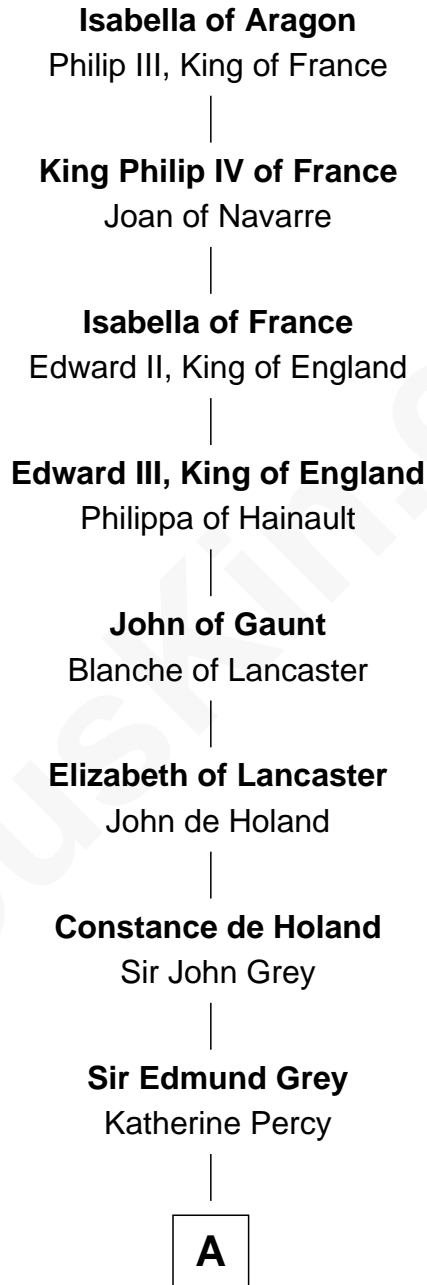 Isabella of Aragon
Philip III, King of France
King Philip IV of France
Joan of Navarre
Isabella of France
Edward II, King of England
Edward III, King of England
Philippa of Hainault
John of Gaunt
Blanche of Lancaster
Elizabeth of Lancaster
John de Holand
Constance de Holand
Sir John Grey
Sir Edmund Grey
Katherine Percy
A